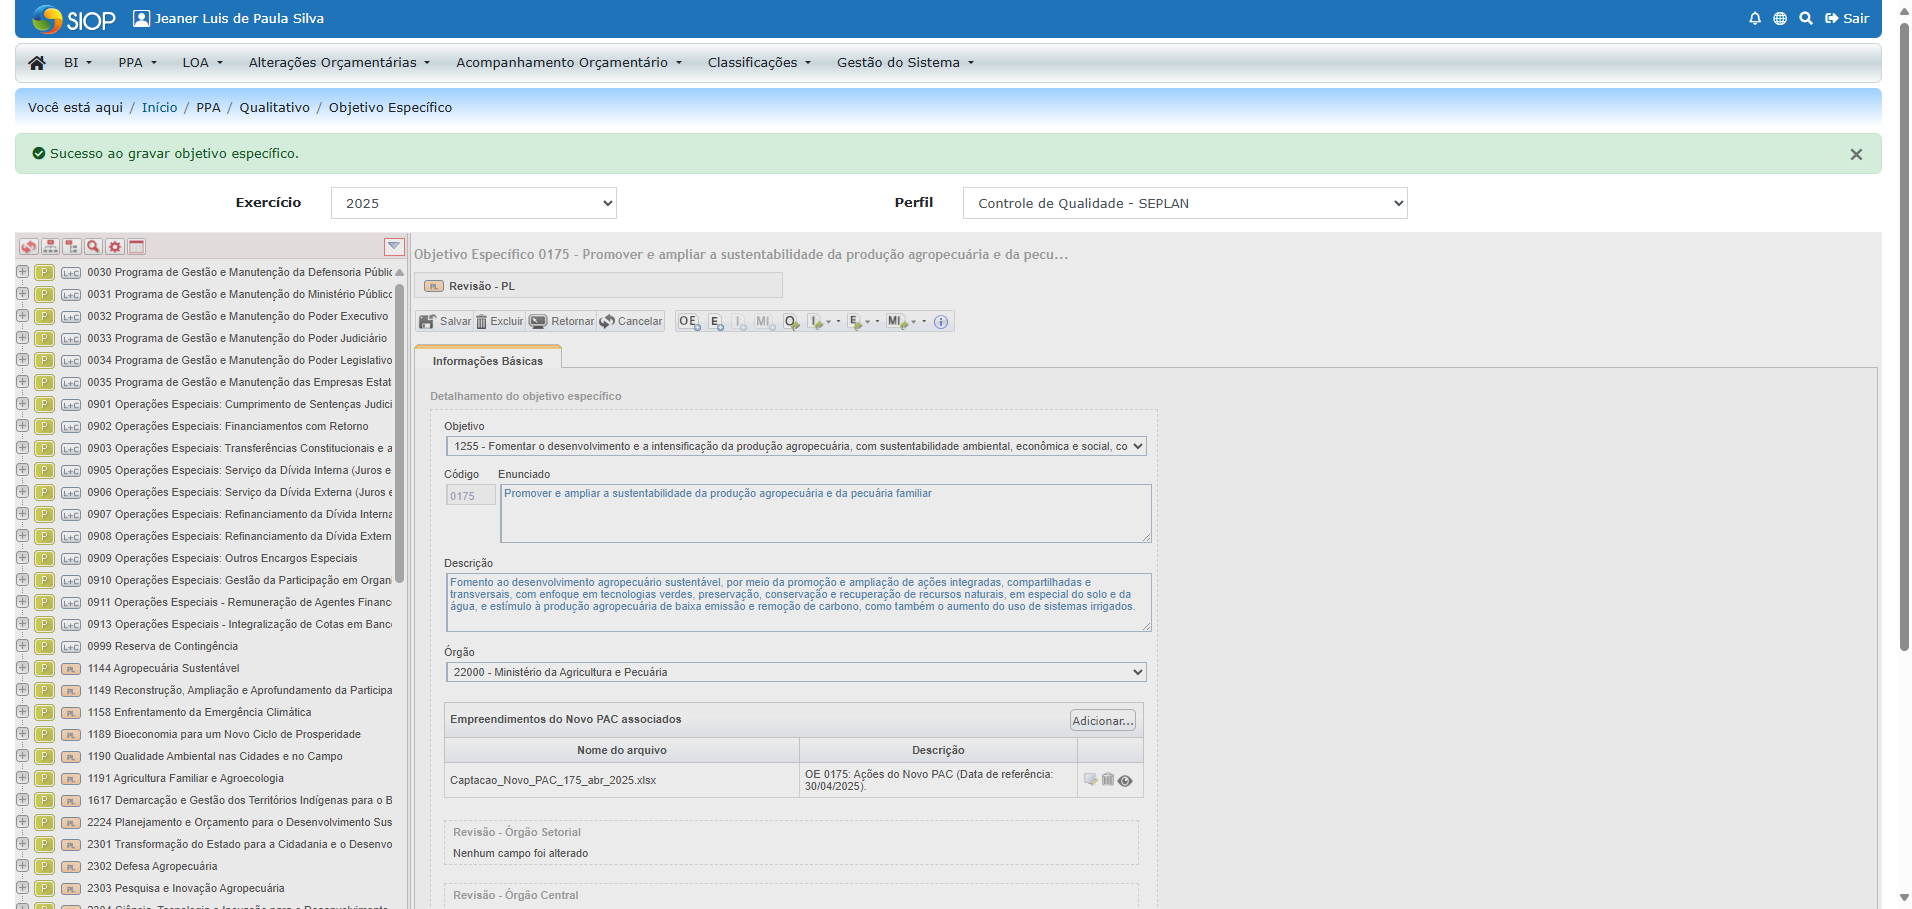 SIOP Jeaner Luis de Paula Silva Sair
BI PPA LOA Alterações Orçamentárias Acompanhamento Orçamentário Classificações Gestão do Sistema
Você está aqui / Início / PPA / Qualitativo / Objetivo Específico
Sucesso ao gravar objetivo específico.
Exercício 2025 Perfil Controle de Qualidade - SEPLAN
Objetivo Específico 0175 - Promover e ampliar a sustentabilidade da produção agropecuária e da pecu...
PL Revisão - PL
Salvar Excluir Retornar Cancelar OE E I MI O I E MI
Informações Básicas
Detalhamento do objetivo específico
Objetivo
1255 - Fomentar o desenvolvimento e a intensificação da produção agropecuária, com sustentabilidade ambiental, econômica e social, co
Código Enunciado
0175 Promover e ampliar a sustentabilidade da produção agropecuária e da pecuária familiar
Descrição
Fomento ao desenvolvimento agropecuário sustentável, por meio da promoção e ampliação de ações integradas, compartilhadas e
transversais, com enfoque em tecnologias verdes, preservação, conservação e recuperação de recursos naturais, em especial do solo e da
água, e estímulo à produção agropecuária de baixa emissão e remoção de carbono, como também o aumento do uso de sistemas irrigados.
Órgão
22000 - Ministério da Agricultura e Pecuária
Empreendimentos do Novo PAC associados Adicionar...
Nome do arquivo Descrição
Captacao_Novo_PAC_175_abr_2025.xlsx OE 0175: Ações do Novo PAC (Data de referência:
30/04/2025).
Revisão - Órgão Setorial
Nenhum campo foi alterado
Revisão - Órgão Central
P L+C 0030 Programa de Gestão e Manutenção da Defensoria Públic
P L+C 0031 Programa de Gestão e Manutenção do Ministério Público
P L+C 0032 Programa de Gestão e Manutenção do Poder Executivo
P L+C 0033 Programa de Gestão e Manutenção do Poder Judiciário
P L+C 0034 Programa de Gestão e Manutenção do Poder Legislativo
P L+C 0035 Programa de Gestão e Manutenção das Empresas Estat
P L+C 0901 Operações Especiais: Cumprimento de Sentenças Judici
P L+C 0902 Operações Especiais: Financiamentos com Retorno
P L+C 0903 Operações Especiais: Transferências Constitucionais e a
P L+C 0905 Operações Especiais: Serviço da Dívida Interna (Juros e
P L+C 0906 Operações Especiais: Serviço da Dívida Externa (Juros e
P L+C 0907 Operações Especiais: Refinanciamento da Dívida Interna
P L+C 0908 Operações Especiais: Refinanciamento da Dívida Extern
P L+C 0909 Operações Especiais: Outros Encargos Especiais
P L+C 0910 Operações Especiais: Gestão da Participação em Organ
P L+C 0911 Operações Especiais - Remuneração de Agentes Financ
P L+C 0913 Operações Especiais - Integralização de Cotas em Banc
P L+C 0999 Reserva de Contingência
P PL 1144 Agropecuária Sustentável
P PL 1149 Reconstrução, Ampliação e Aprofundamento da Participa
P PL 1158 Enfrentamento da Emergência Climática
P PL 1189 Bioeconomia para um Novo Ciclo de Prosperidade
P PL 1190 Qualidade Ambiental nas Cidades e no Campo
P PL 1191 Agricultura Familiar e Agroecologia
P PL 1617 Demarcação e Gestão dos Territórios Indígenas para o B
P PL 2224 Planejamento e Orçamento para o Desenvolvimento Sus
P PL 2301 Transformação do Estado para a Cidadania e o Desenvo
P PL 2302 Defesa Agropecuária
P PL 2303 Pesquisa e Inovação Agropecuária